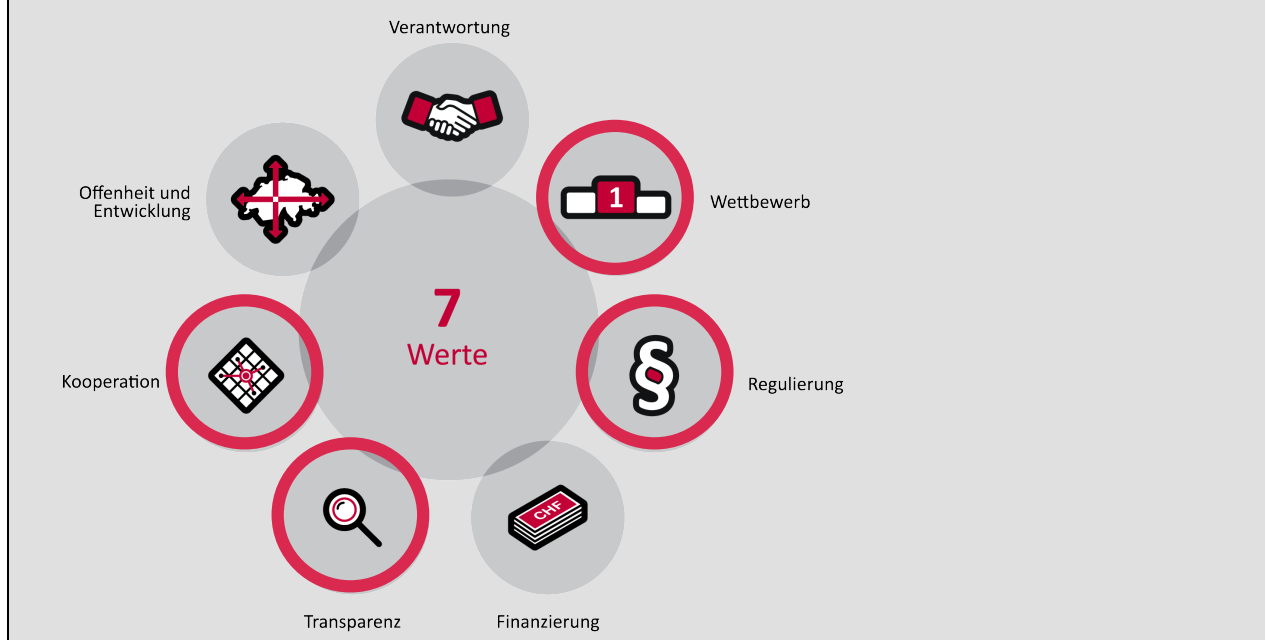 Verantwortung
1
Wettbewerb
Offenheit und
Entwicklung
7
Werte
Kooperation
§
Regulierung
CHF
Transparenz
Finanzierung